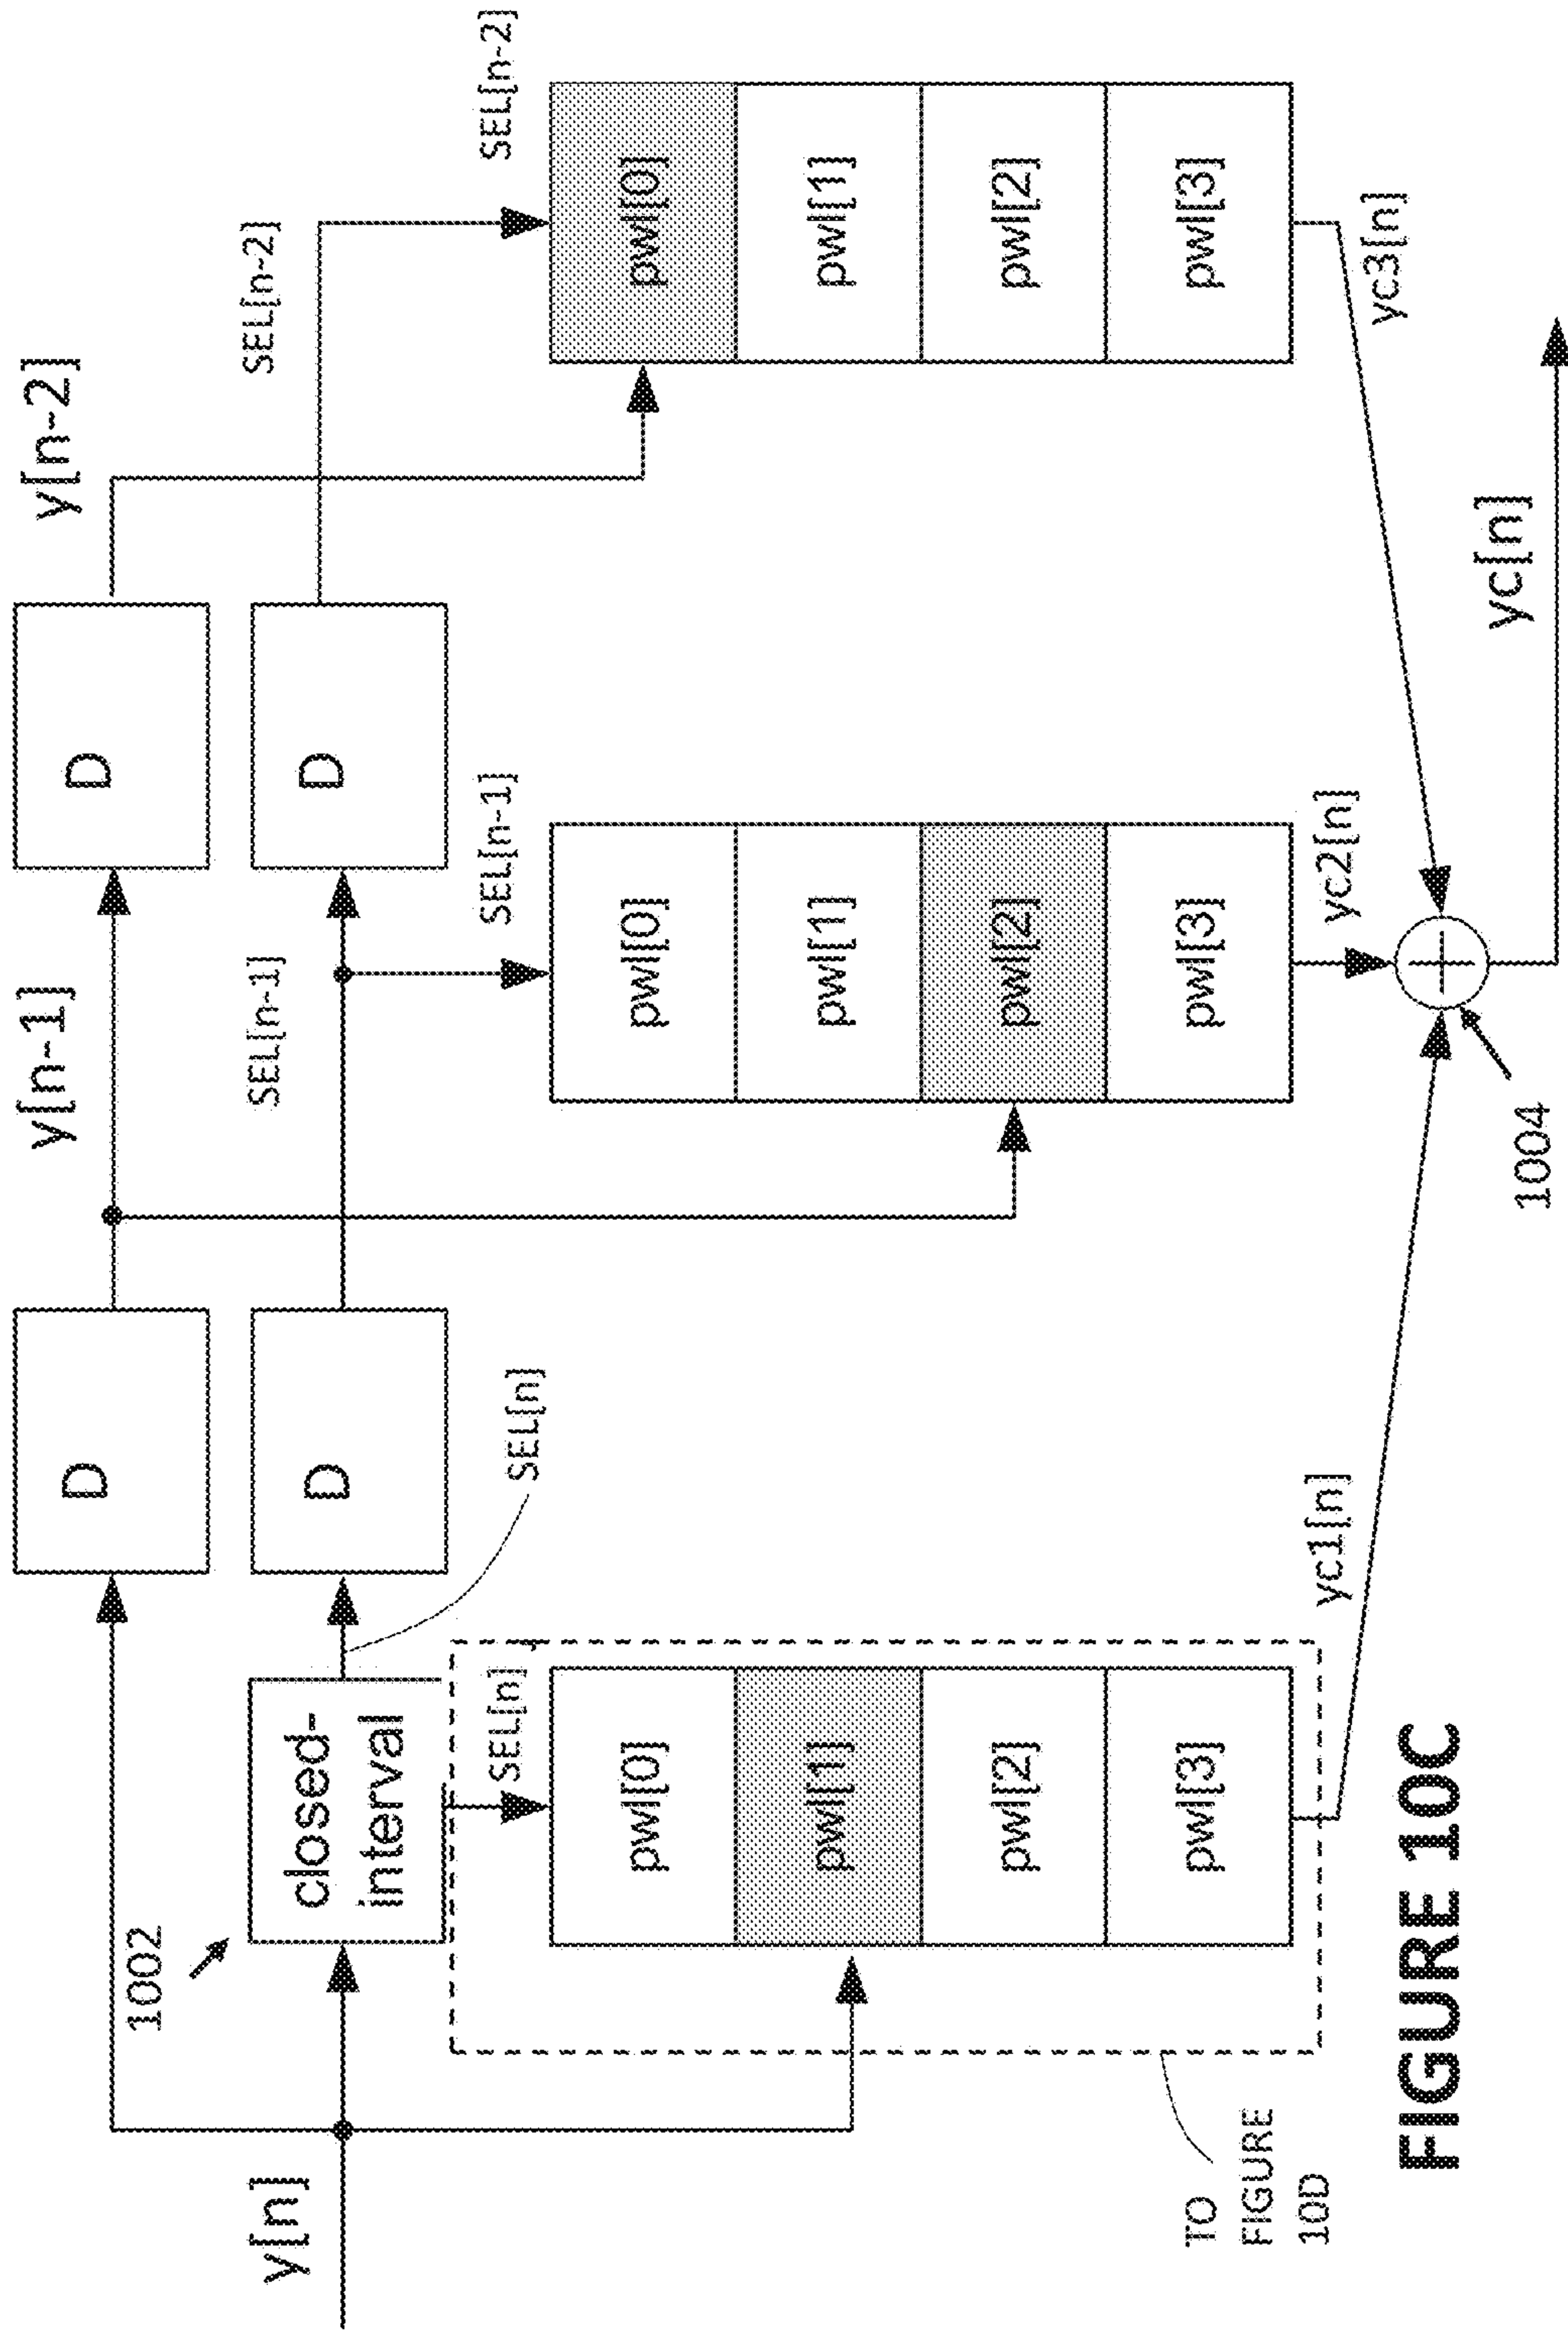 y[n]
1002
closed-
interval
D
D
SEL[n]
y[n-1]
SEL[n-1]
D
D
y[n-2]
SEL[n-2]
SEL[n]
pwl[0]
pwl[1]
pwl[2]
pwl[3]
SEL[n-1]
pwl[0]
pwl[1]
pwl[2]
pwl[3]
SEL[n-2]
pwl[0]
pwl[1]
pwl[2]
pwl[3]
TO
FIGURE
10D
yc1[n]
yc2[n]
yc3[n]
1004
yc[n]
FIGURE 10C